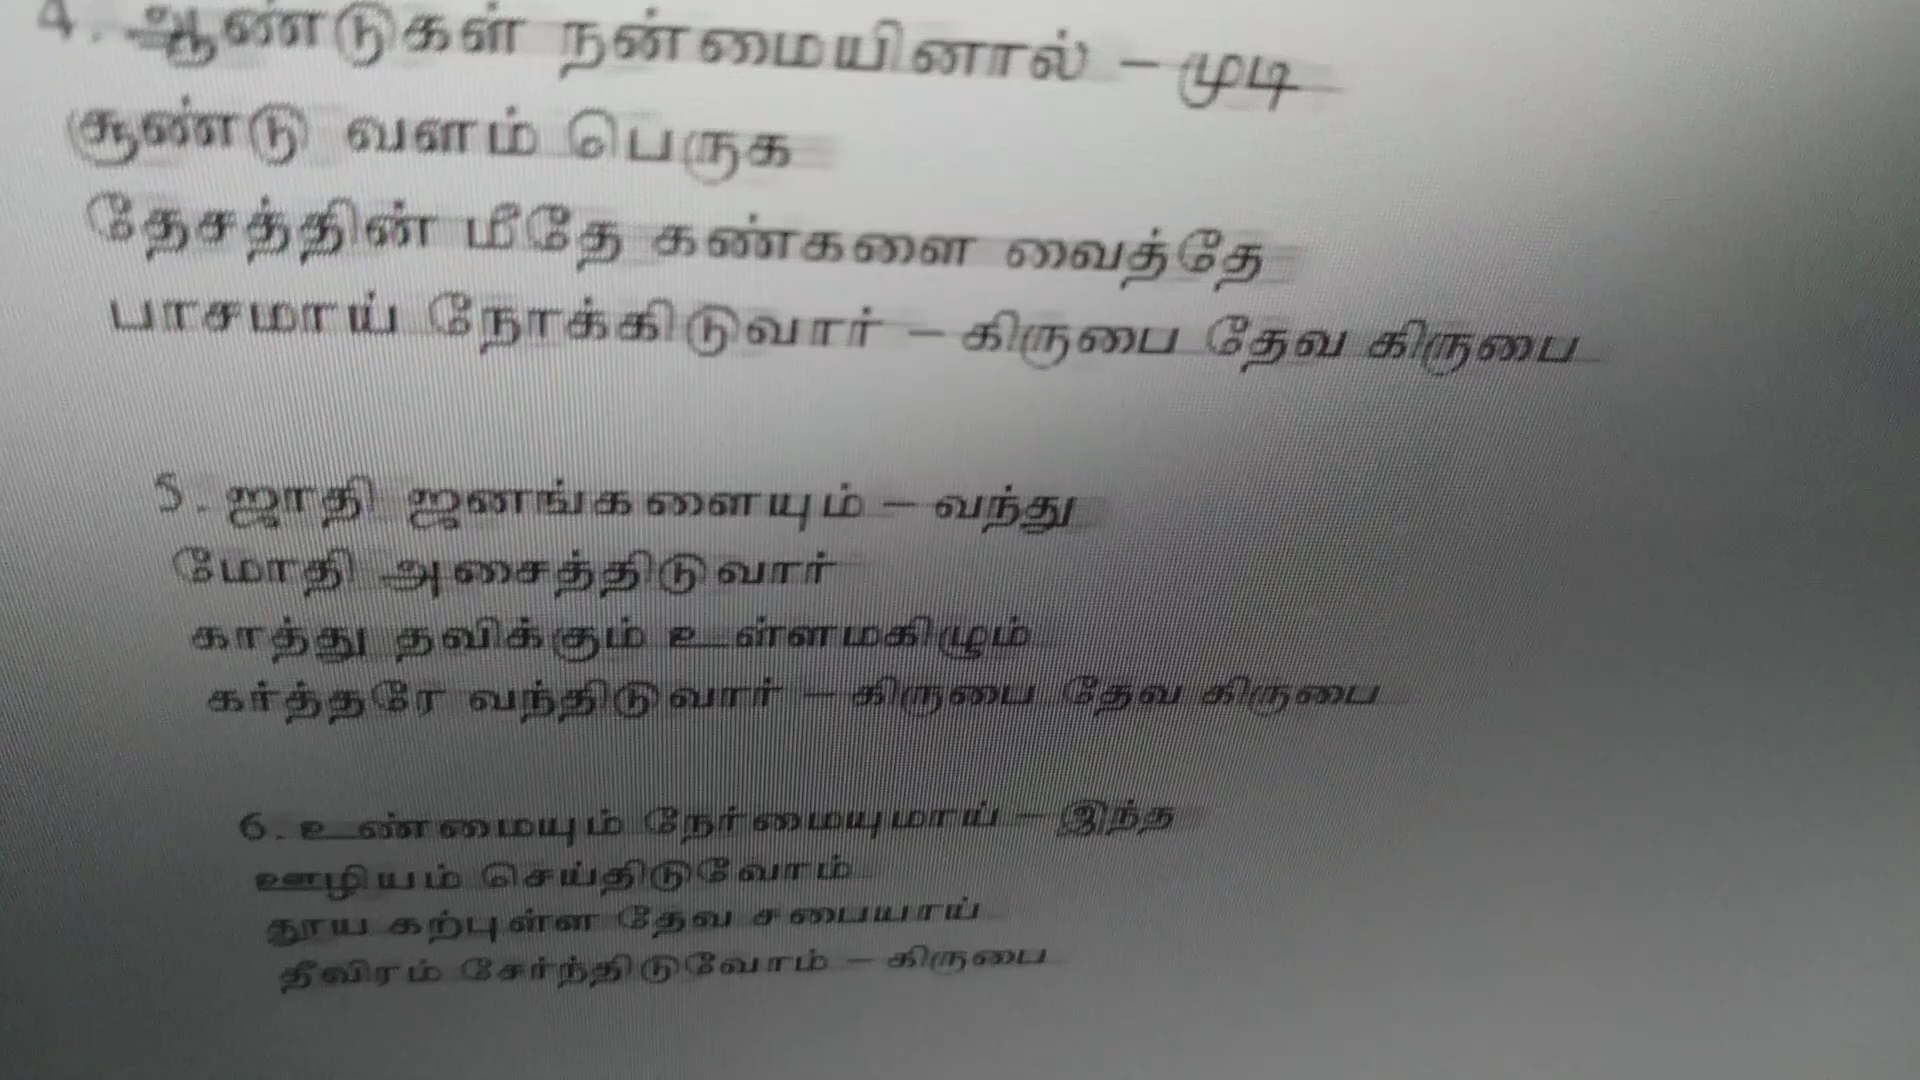 4. ஆண்டுகள் நன்மையினால் – முடி
சூண்டு வளம் பெருக
தேசத்தின் மீதே கண்களை வைத்தே
பாசமாய் நோக்கிடுவார் – கிருபை தேவ கிருபை
5. ஜாதி ஜனங்களையும் – வந்து
மோதி அசைத்திடுவார்
காத்து தவிக்கும் உள்ளமகிழும்
கர்த்தரே வந்திடுவார் – கிருபை தேவ கிருபை
6. உண்மையும் நேர்மையுமாய் – இந்த
ஊழியம் செய்திடுவோம்
தூய கற்புள்ள தேவ சபையாய்
தீவிரம் சேர்ந்திடுவோம் – கிருபை